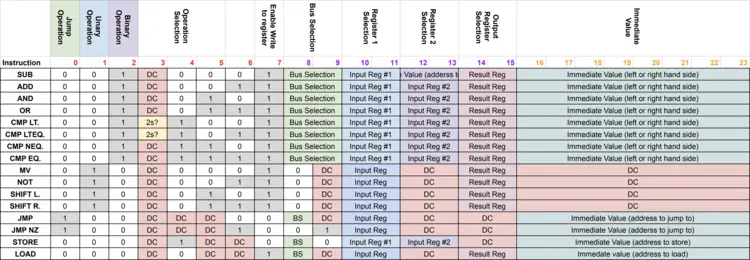 Jump Operation
Unary Operation
Binary Operation
Operation Selection
Enable Write to register
Bus Selection
Register 1 Selection
Register 2 Selection
Output Register Selection
Immediate Value
Instruction 0 1 2 3 4 5 6 7 8 9 10 11 12 13 14 15 16 17 18 19 20 21 22 23
SUB 0 0 1 DC 0 0 0 1 Bus Selection Input Reg #1 Value (address t Result Reg Immediate Value (left or right hand side)
ADD 0 0 1 DC 0 0 1 1 Bus Selection Input Reg #1 Input Reg #2 Result Reg Immediate Value (left or right hand side)
AND 0 0 1 DC 0 1 0 1 Bus Selection Input Reg #1 Input Reg #2 Result Reg Immediate Value (left or right hand side)
OR 0 0 1 DC 0 1 1 1 Bus Selection Input Reg #1 Input Reg #2 Result Reg Immediate Value (left or right hand side)
CMP LT. 0 0 1 2s? 1 0 0 1 Bus Selection Input Reg #1 Input Reg #2 Result Reg Immediate Value (left or right hand side)
CMP LTEQ. 0 0 1 2s? 1 0 1 1 Bus Selection Input Reg #1 Input Reg #2 Result Reg Immediate Value (left or right hand side)
CMP NEQ. 0 0 1 DC 1 1 0 1 Bus Selection Input Reg #1 Input Reg #2 Result Reg Immediate Value (left or right hand side)
CMP EQ. 0 0 1 DC 1 1 1 1 Bus Selection Input Reg #1 Input Reg #2 Result Reg Immediate Value (left or right hand side)
MV 0 1 0 DC 0 0 1 1 0 DC Input Reg DC Result Reg DC
NOT 0 1 0 DC 0 0 1 1 0 DC Input Reg DC Result Reg DC
SHIFT L. 0 1 0 DC 0 1 0 1 0 DC Input Reg DC Result Reg DC
SHIFT R. 0 1 0 DC 0 1 1 1 0 DC Input Reg DC Result Reg DC
JMP 1 0 0 DC DC DC 0 0 BS DC Input Reg DC DC Immediate Value (address to jump to)
JMP NZ 1 0 0 DC DC DC 1 0 0 1 Input Reg DC DC Immediate Value (adderss to jump to)
STORE 0 0 0 DC 1 DC DC 0 BS 0 Input Reg #1 Input Reg #2 DC Immediate Value (address to store)
LOAD 0 0 0 DC 0 DC DC 1 BS DC Input Reg DC Result Reg Immedate value (address to load)